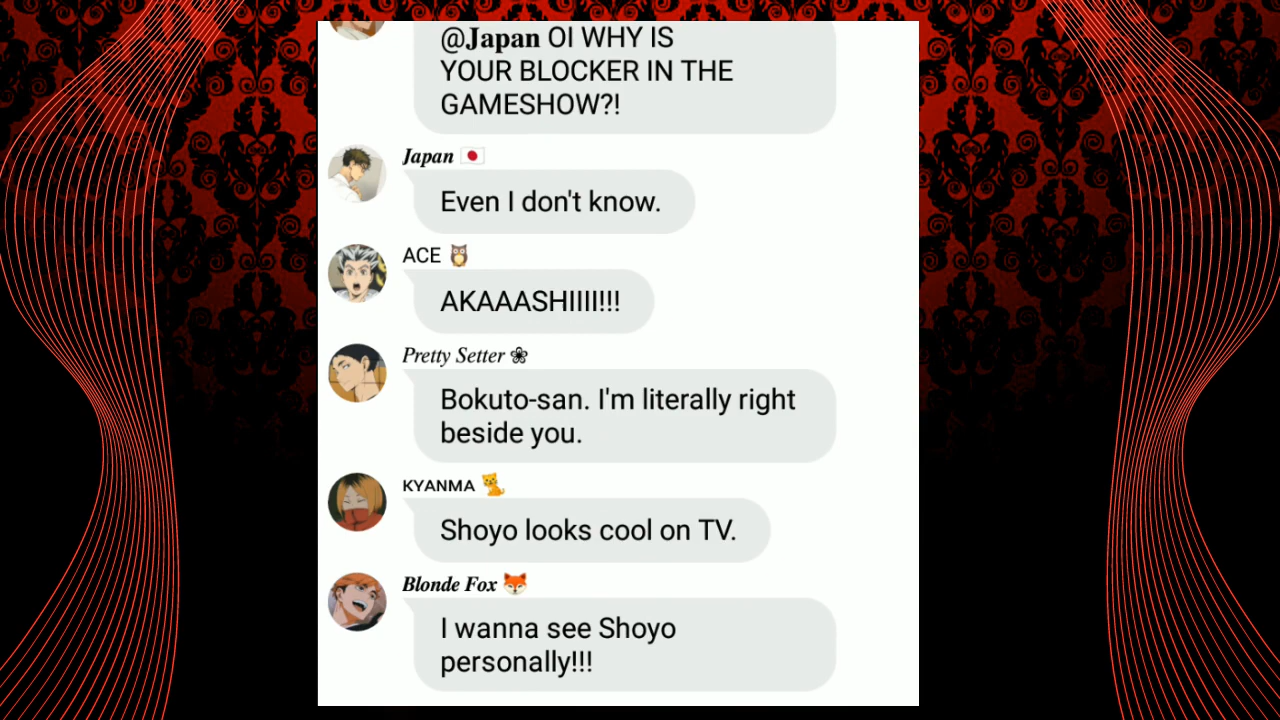 @Japan OI WHY IS
YOUR BLOCKER IN THE
GAMESHOW?!
Japan 🇯🇵
Even I don't know.
ACE 🦉
AKAAASHIIII!!!
Pretty Setter ❀
Bokuto-san. I'm literally right
beside you.
KYANMA 🐈
Shoyo looks cool on TV.
Blonde Fox 🦊
I wanna see Shoyo
personally!!!